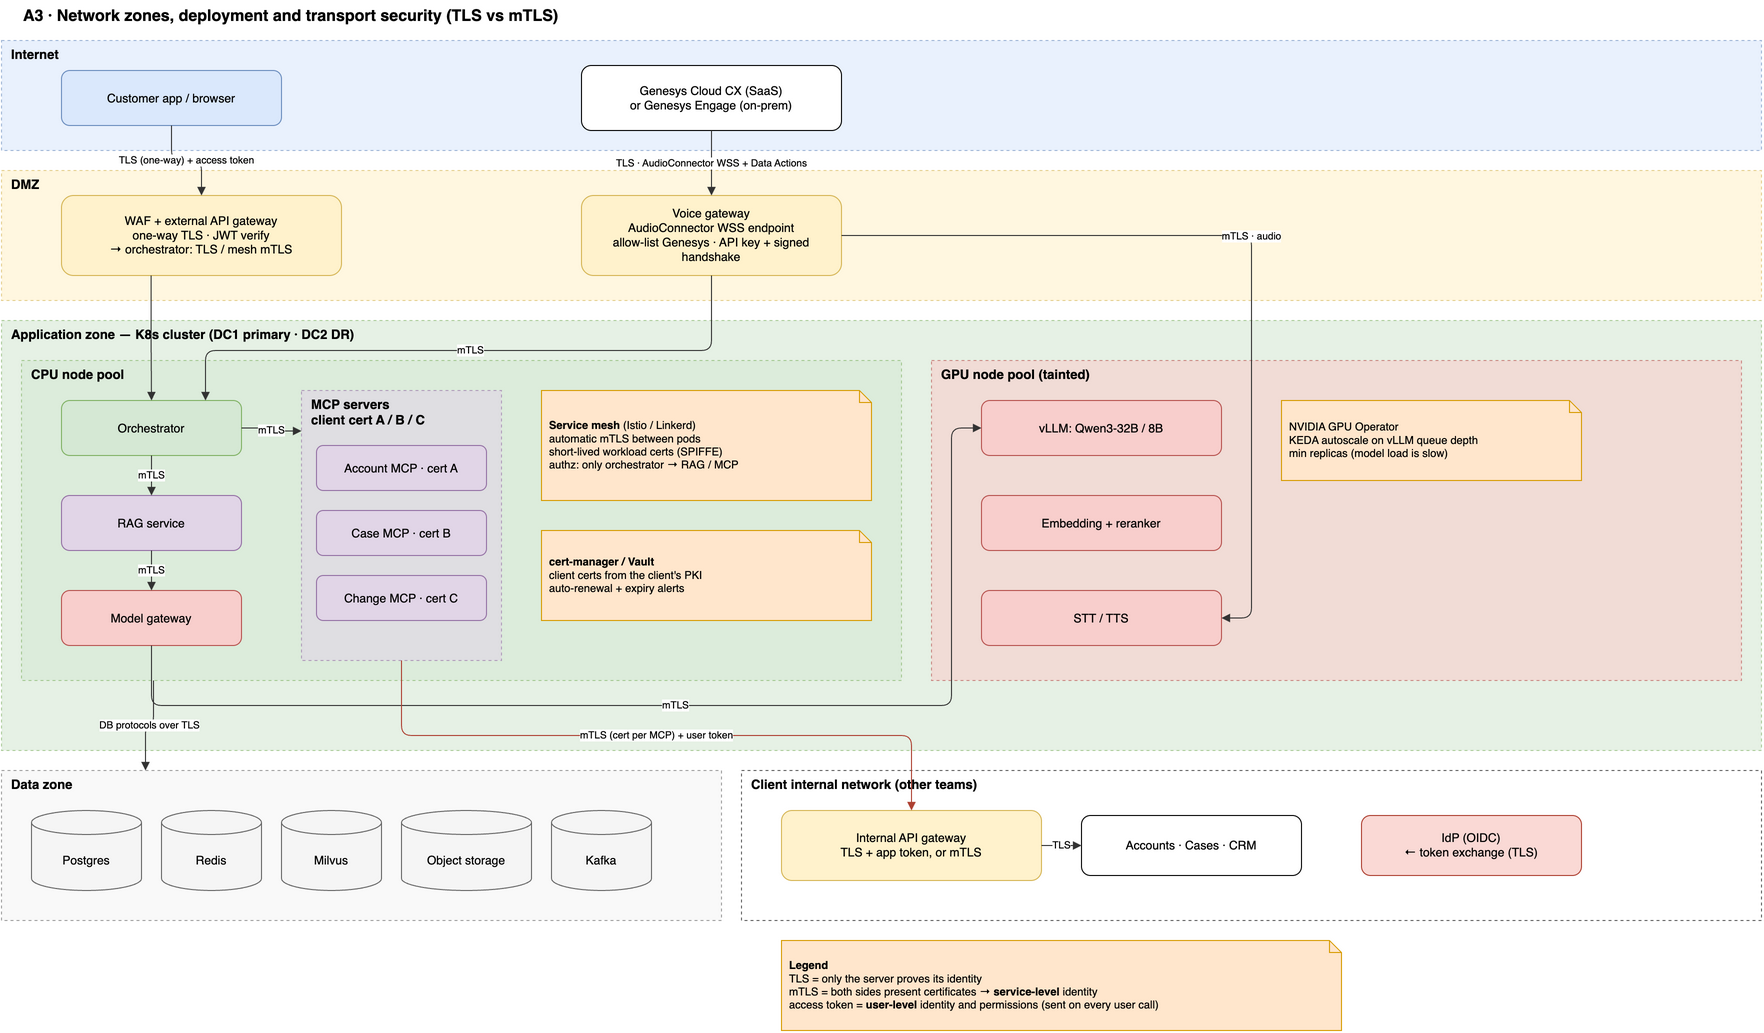 A3 · Network zones, deployment and transport security (TLS vs mTLS)
Internet
Customer app / browser
Genesys Cloud CX (SaaS)
or Genesys Engage (on-prem)
TLS (one-way) + access token
TLS · AudioConnector WSS + Data Actions
DMZ
WAF + external API gateway
one-way TLS · JWT verify
→ orchestrator: TLS / mesh mTLS
Voice gateway
AudioConnector WSS endpoint
allow-list Genesys · API key + signed
handshake
mTLS · audio
Application zone — K8s cluster (DC1 primary · DC2 DR)
mTLS
CPU node pool
Orchestrator
mTLS
MCP servers
client cert A / B / C
Account MCP · cert A
Case MCP · cert B
Change MCP · cert C
mTLS
RAG service
mTLS
Model gateway
Service mesh (Istio / Linkerd)
automatic mTLS between pods
short-lived workload certs (SPIFFE)
authz: only orchestrator → RAG / MCP
cert-manager / Vault
client certs from the client's PKI
auto-renewal + expiry alerts
GPU node pool (tainted)
vLLM: Qwen3-32B / 8B
Embedding + reranker
STT / TTS
NVIDIA GPU Operator
KEDA autoscale on vLLM queue depth
min replicas (model load is slow)
mTLS
DB protocols over TLS
mTLS (cert per MCP) + user token
Data zone
Postgres
Redis
Milvus
Object storage
Kafka
Client internal network (other teams)
Internal API gateway
TLS + app token, or mTLS
TLS
Accounts · Cases · CRM
IdP (OIDC)
← token exchange (TLS)
Legend
TLS = only the server proves its identity
mTLS = both sides present certificates → service-level identity
access token = user-level identity and permissions (sent on every user call)